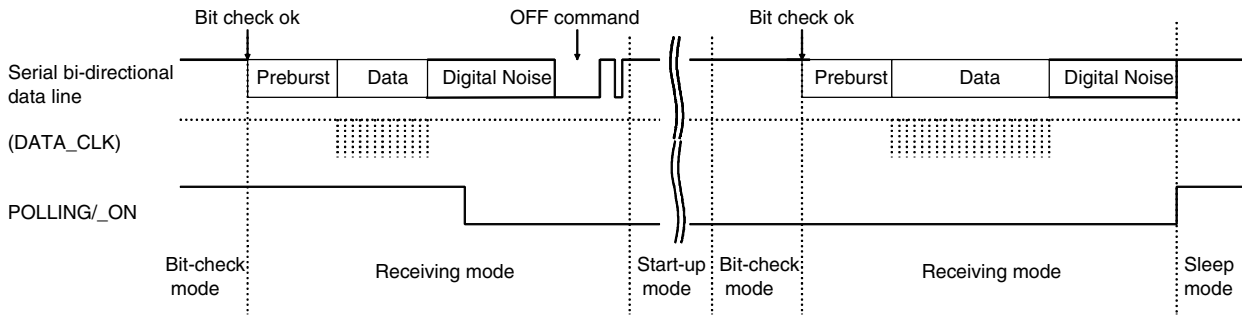 Bit check ok
OFF command
Bit check ok
Serial bi-directional
data line
Preburst
Data
Digital Noise
Preburst
Data
Digital Noise
(DATA_CLK)
POLLING/_ON
Bit-check
mode
Receiving mode
Start-up
mode
Bit-check
mode
Receiving mode
Sleep
mode